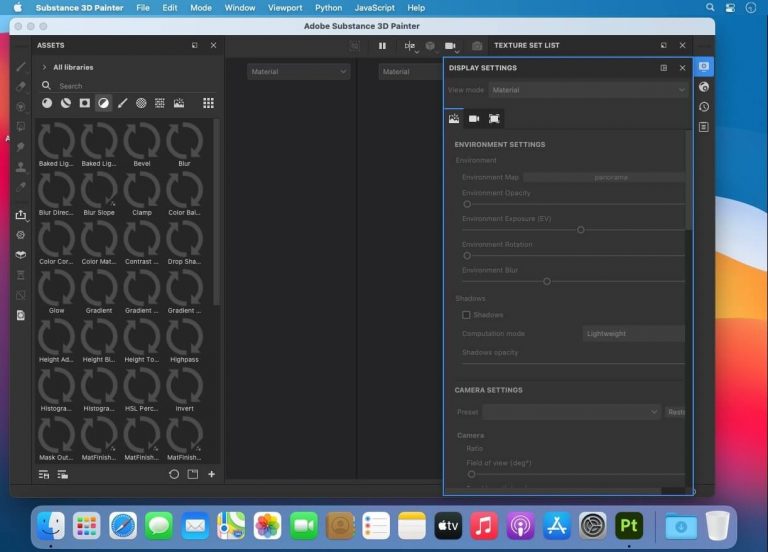 Substance 3D Painter File Edit Mode Window Viewport Python JavaScript Help
Adobe Substance 3D Painter
ASSETS
All libraries
Search
Baked Lig... Baked Lig... Bevel Blur
Blur Direc... Blur Slope Clamp Color Bal...
Color Cor... Color Mat... Contrast ... Drop Sha...
Glow Gradient Gradient ... Gradient ...
Height Ad... Height Bl... Height To... Highpass
Histogra... Histogra... HSL Perc... Invert
Mask Out... MatFinish... MatFinish... MatFinish...
Material
Material
TEXTURE SET LIST
DISPLAY SETTINGS
View mode Material
ENVIRONMENT SETTINGS
Environment
Environment Map panorama
Environment Opacity
Environment Exposure (EV)
Environment Rotation
Environment Blur
Shadows
Shadows
Computation mode Lightweight
Shadows opacity
CAMERA SETTINGS
Preset
Camera
Ratio
Field of view (deg°)
tv
Pt